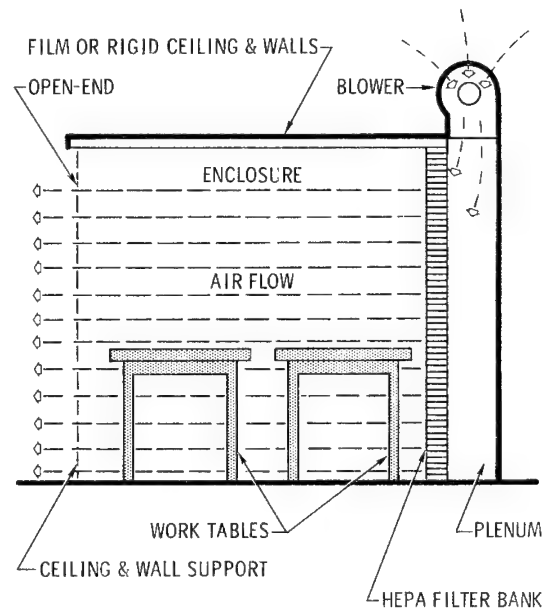 FILM OR RIGID CEILING & WALLS
OPEN-END
BLOWER
ENCLOSURE
AIR FLOW
WORK TABLES
PLENUM
CEILING & WALL SUPPORT
HEPA FILTER BANK